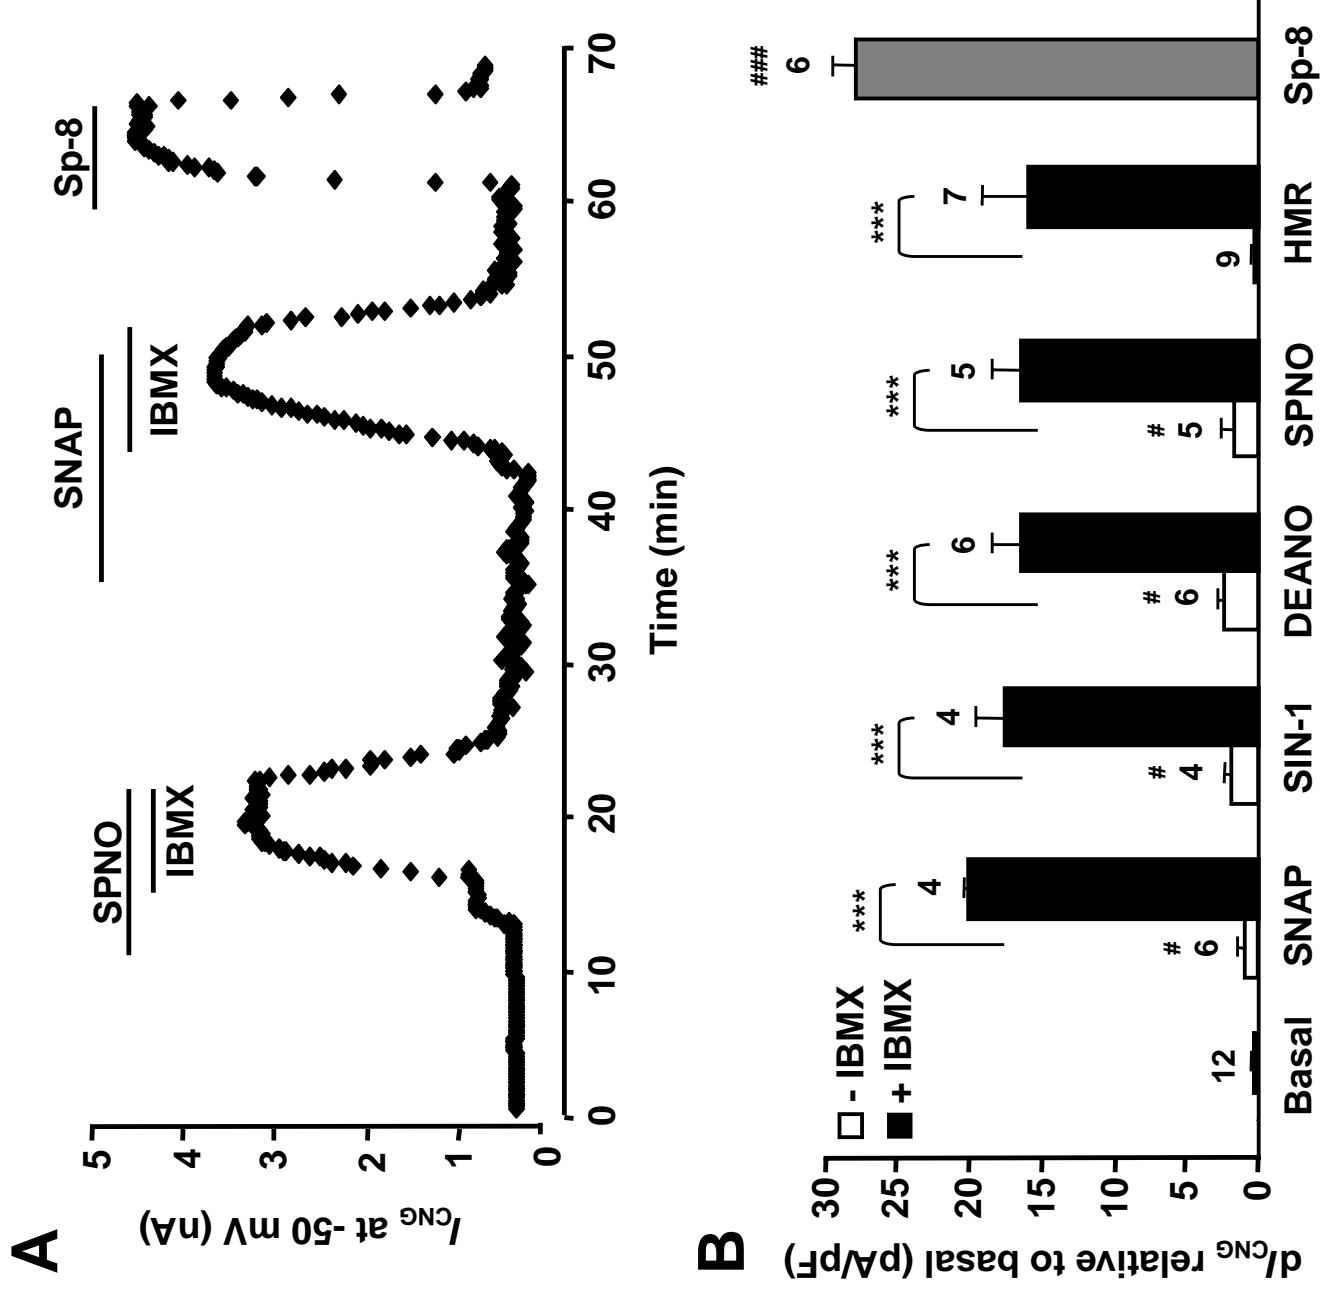 A
I CNG at -50 mV (nA)
5
4
3
2
1
0
SPNO
IBMX
SNAP
IBMX
Sp-8
0
10
20
30
40
50
60
70
Time (min)
B
dI CNG relative to basal (pA/pF)
30
25
20
15
10
5
0
- IBMX
+ IBMX
12
# 6
4
***
# 4
4
***
# 6
6
***
# 5
5
***
9
7
***
###
6
Basal
SNAP
SIN-1
DEANO
SPNO
HMR
Sp-8